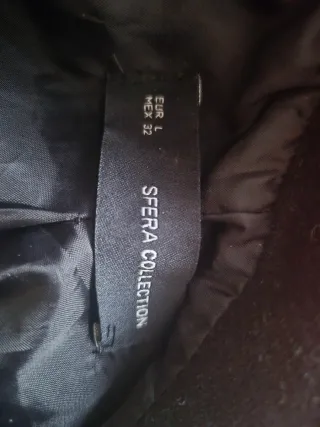 EUR L
MEX 32
SFERA COLLECTION